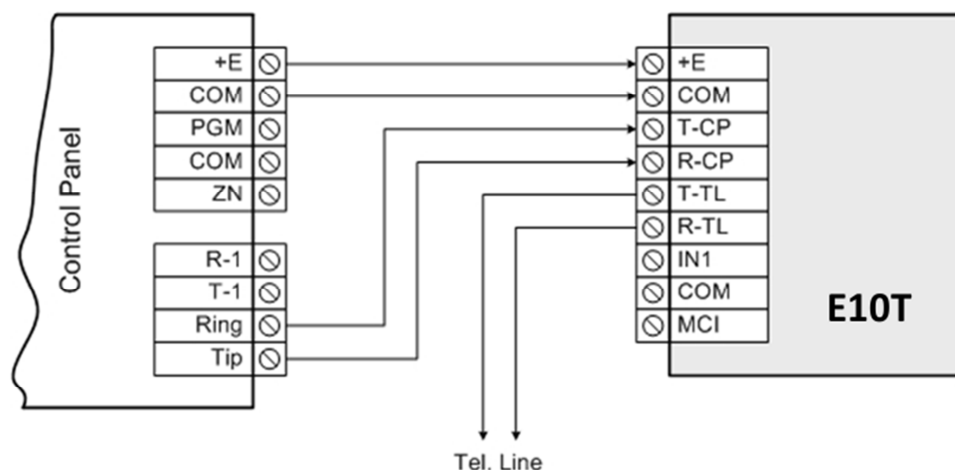 Control Panel
+E
COM
PGM
COM
ZN
R-1
T-1
Ring
Tip
+E
COM
T-CP
R-CP
T-TL
R-TL
IN1
COM
MCI
E10T
Tel. Line